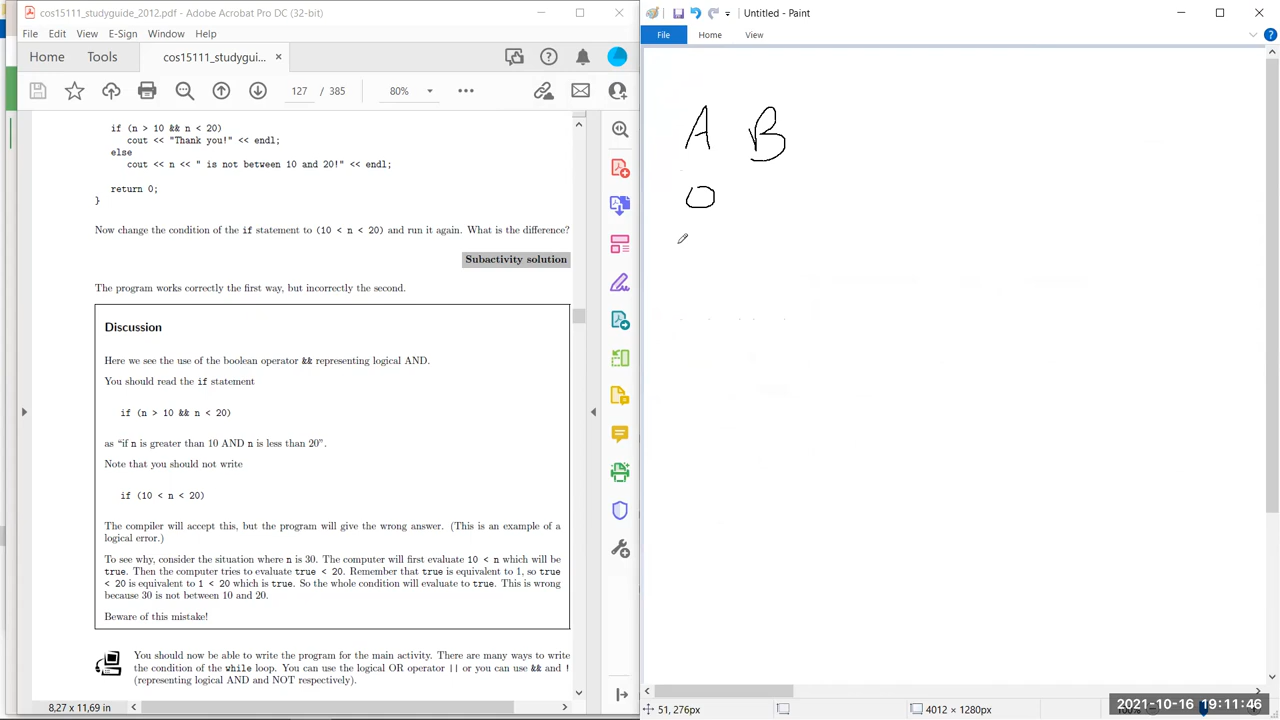 cos15111_studyguide_2012.pdf - Adobe Acrobat Pro DC (32-bit)
File Edit View E-Sign Window Help
Home Tools cos15111_studygui... ×
127 / 385 80%
if (n > 10 && n < 20)
cout << "Thank you!" << endl;
else
cout << n << " is not between 10 and 20!" << endl;
return 0;
}
Now change the condition of the if statement to (10 < n < 20) and run it again. What is the difference?
Subactivity solution
The program works correctly the first way, but incorrectly the second.
Discussion
Here we see the use of the boolean operator && representing logical AND.
You should read the if statement
if (n > 10 && n < 20)
as “if n is greater than 10 AND n is less than 20”.
Note that you should not write
if (10 < n < 20)
The compiler will accept this, but the program will give the wrong answer. (This is an example of a
logical error.)
To see why, consider the situation where n is 30. The computer will first evaluate 10 < n which will be
true. Then the computer tries to evaluate true < 20. Remember that true is equivalent to 1, so true
< 20 is equivalent to 1 < 20 which is true. So the whole condition will evaluate to true. This is wrong
because 30 is not between 10 and 20.
Beware of this mistake!
You should now be able to write the program for the main activity. There are many ways to write
the condition of the while loop. You can use the logical OR operator || or you can use && and !
(representing logical AND and NOT respectively).
8,27 x 11,69 in
Untitled - Paint
File Home View
A B
0
51, 276px
4012 × 1280px
2021-10-16 19:11:46